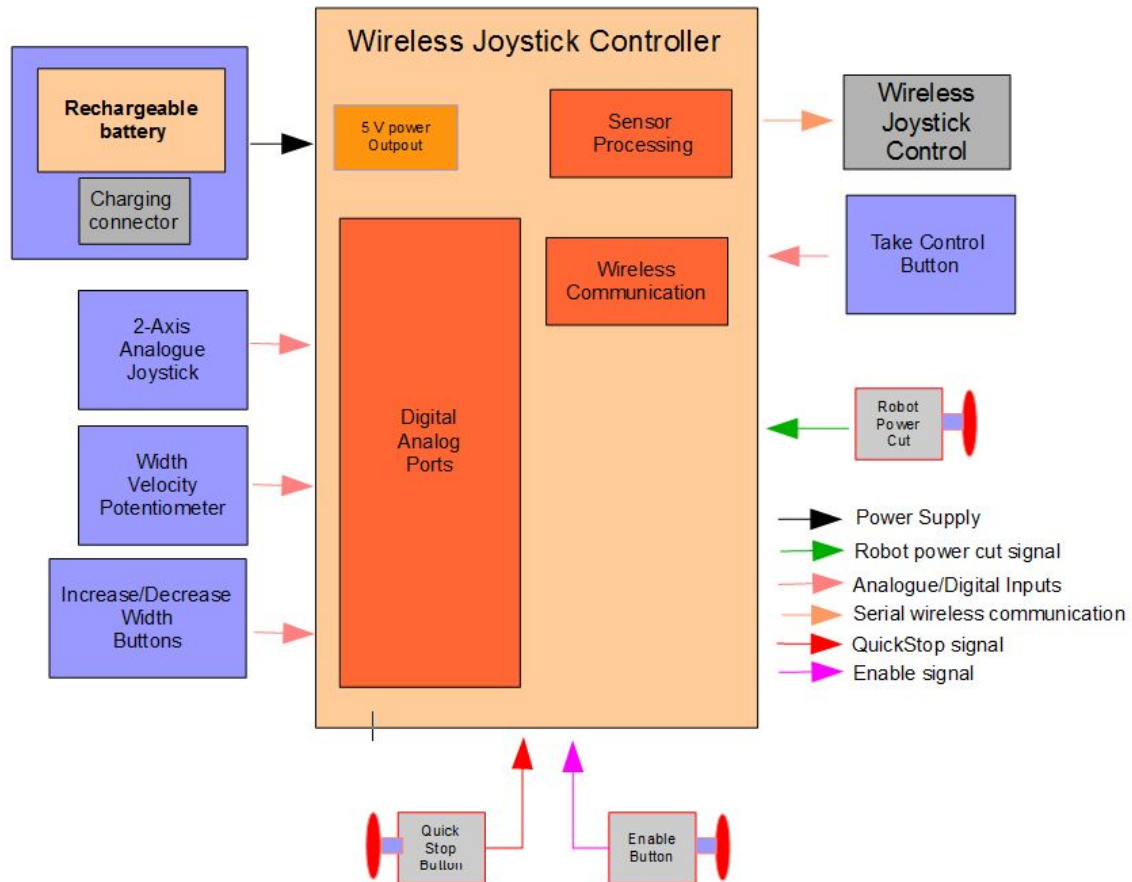 Wireless Joystick Controller
Rechargeable
battery
Charging
connector
5 V power
Outpout
Sensor
Processing
Wireless
Joystick
Control
Wireless
Communication
Take Control
Button
2-Axis
Analogue
Joystick
Digital
Analog
Ports
Width
Velocity
Potentiometer
Increase/Decrease
Width
Buttons
Robot
Power
Cut
Power Supply
Robot power cut signal
Analogue/Digital Inputs
Serial wireless communication
QuickStop signal
Enable signal
Quick
Stop
Button
Enable
Button